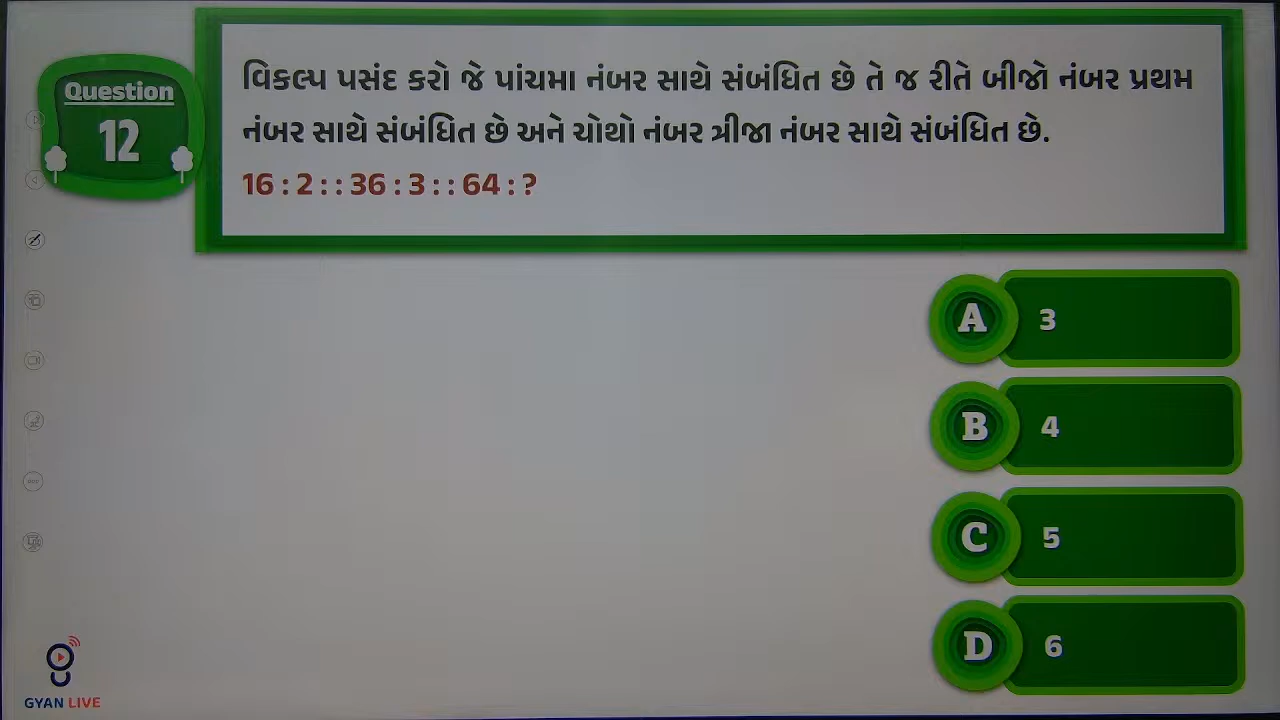 Question
12
વિકલ્પ પસંદ કરો જે પાંચમા નંબર સાથે સંબંધિત છે તે જ રીતે બીજો નંબર પ્રથમ
નંબર સાથે સંબંધિત છે અને ચોથો નંબર ત્રીજા નંબર સાથે સંબંધિત છે.
16 : 2 : : 36 : 3 : : 64 : ?
A 3
B 4
C 5
D 6
GYAN LIVE